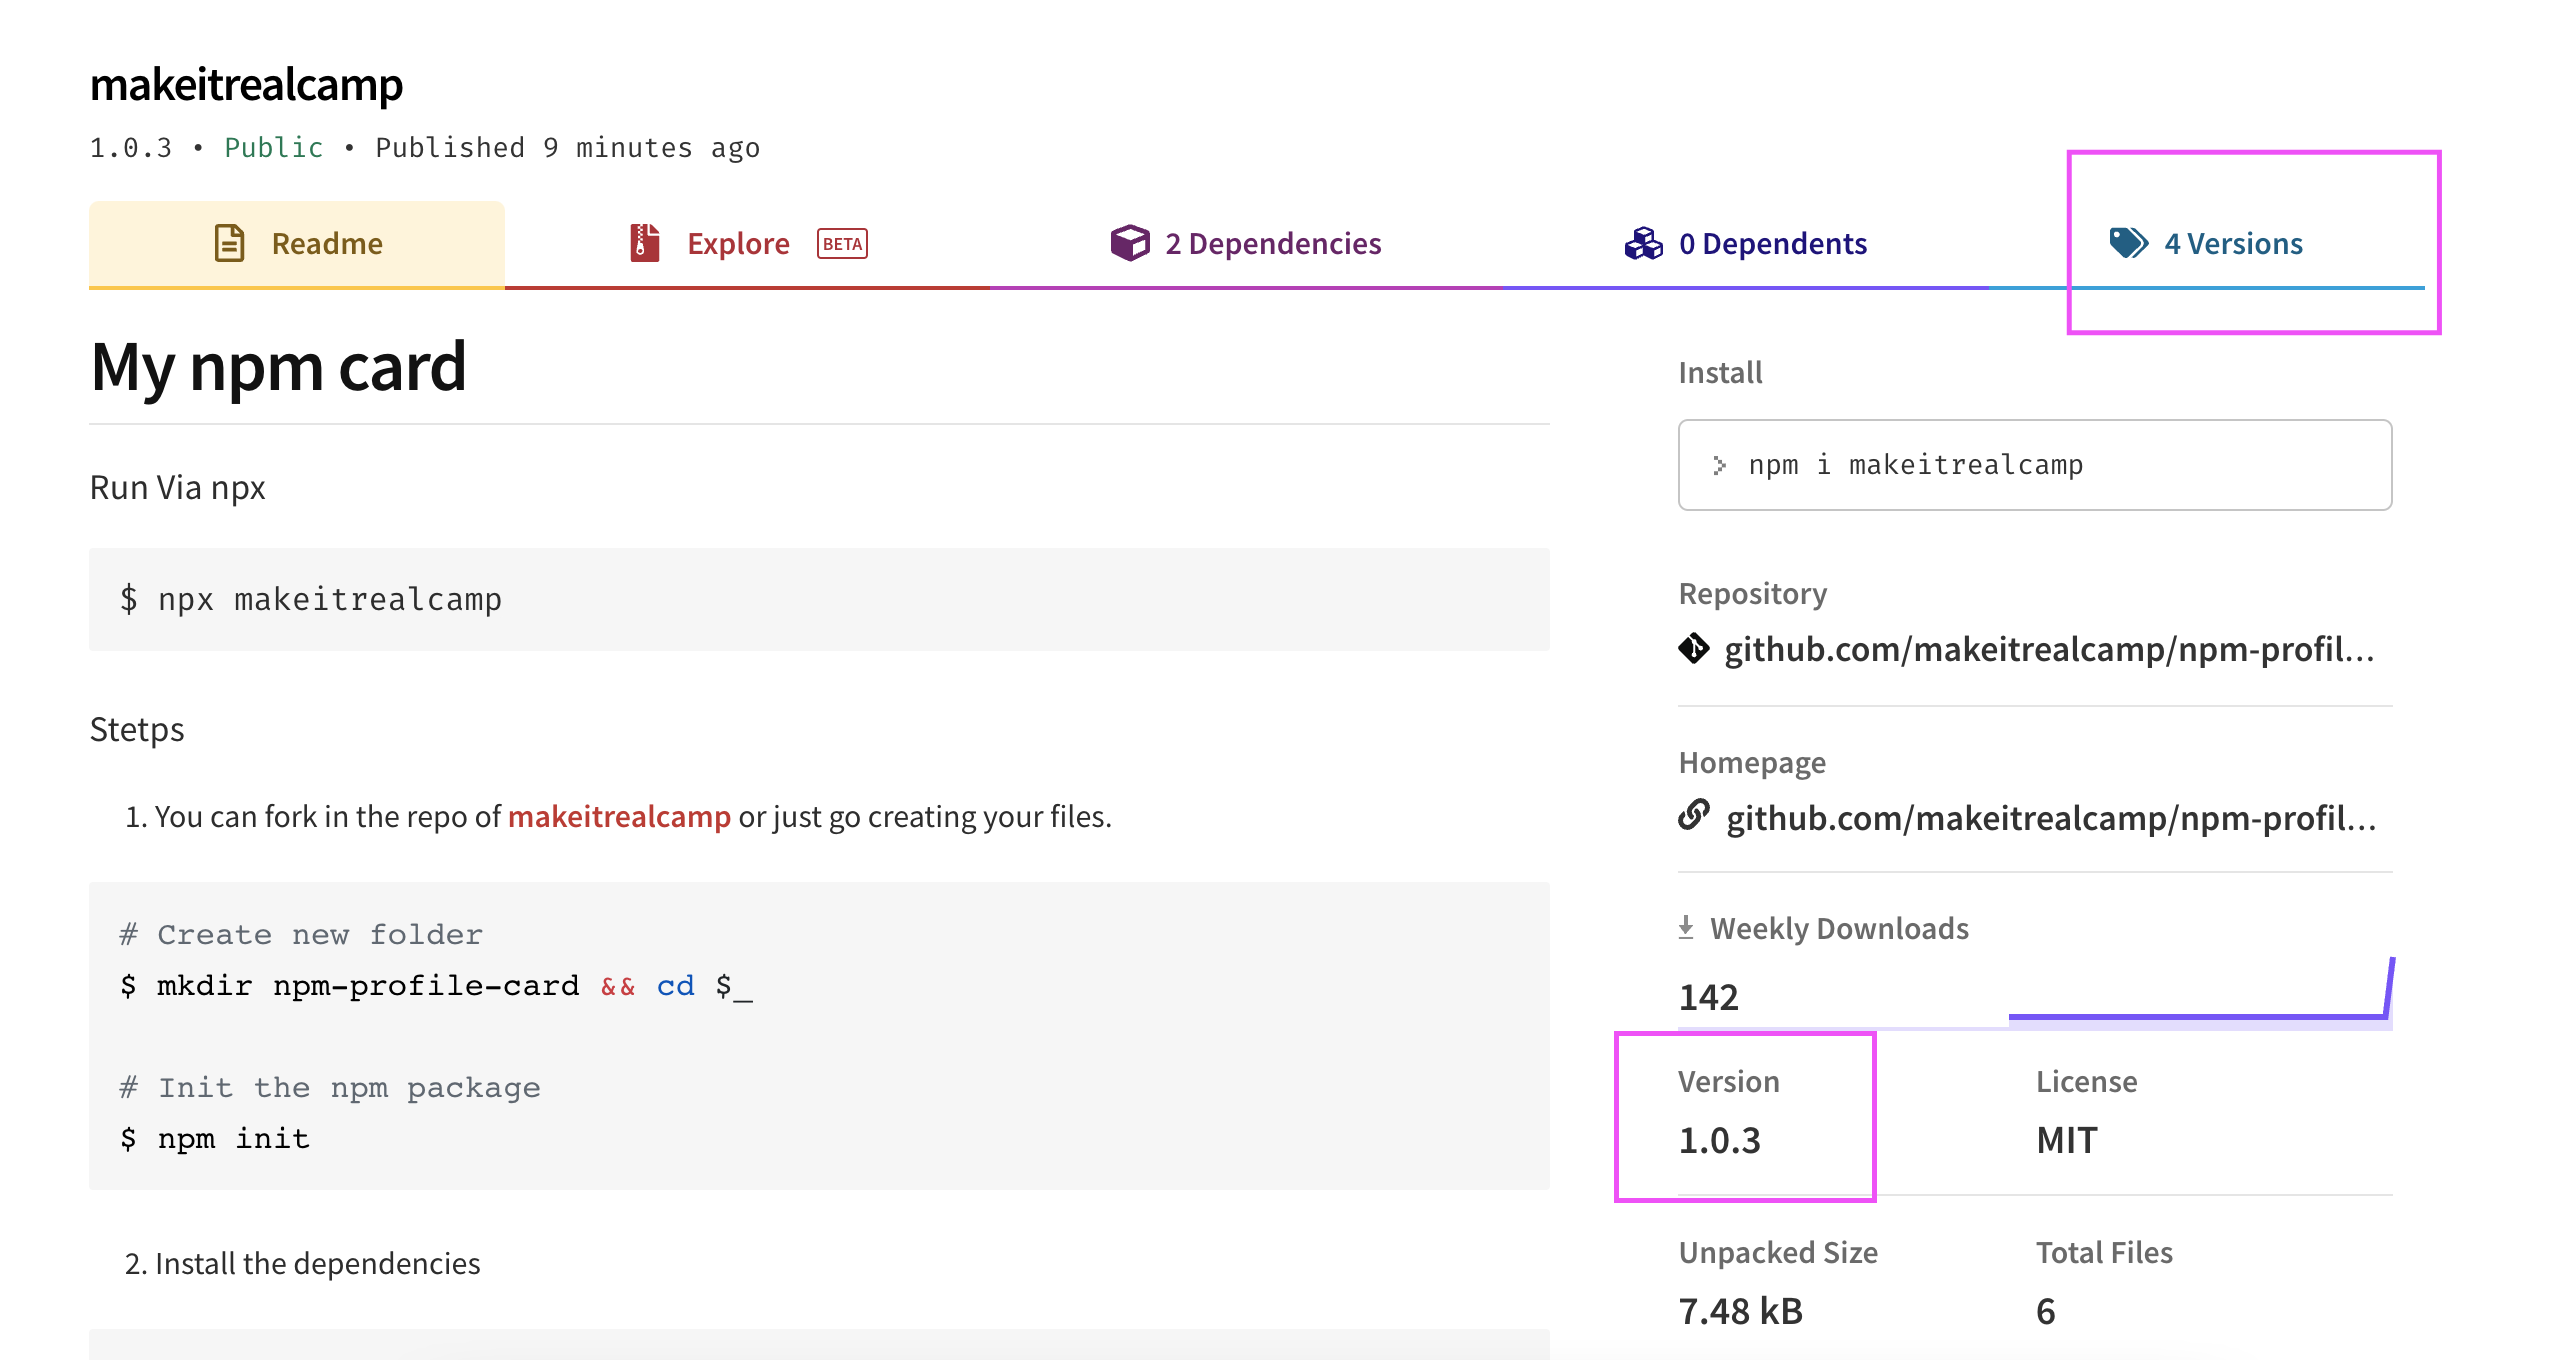 makeitrealcamp
1.0.3 • Public • Published 9 minutes ago
Readme
Explore BETA
2 Dependencies
0 Dependents
4 Versions
My npm card
Run Via npx
$ npx makeitrealcamp
Stetps
1. You can fork in the repo of makeitrealcamp or just go creating your files.
# Create new folder
$ mkdir npm-profile-card && cd $_
# Init the npm package
$ npm init
2. Install the dependencies
Install
> npm i makeitrealcamp
Repository
github.com/makeitrealcamp/npm-profil...
Homepage
github.com/makeitrealcamp/npm-profil...
Weekly Downloads
142
Version
1.0.3
License
MIT
Unpacked Size
7.48 kB
Total Files
6